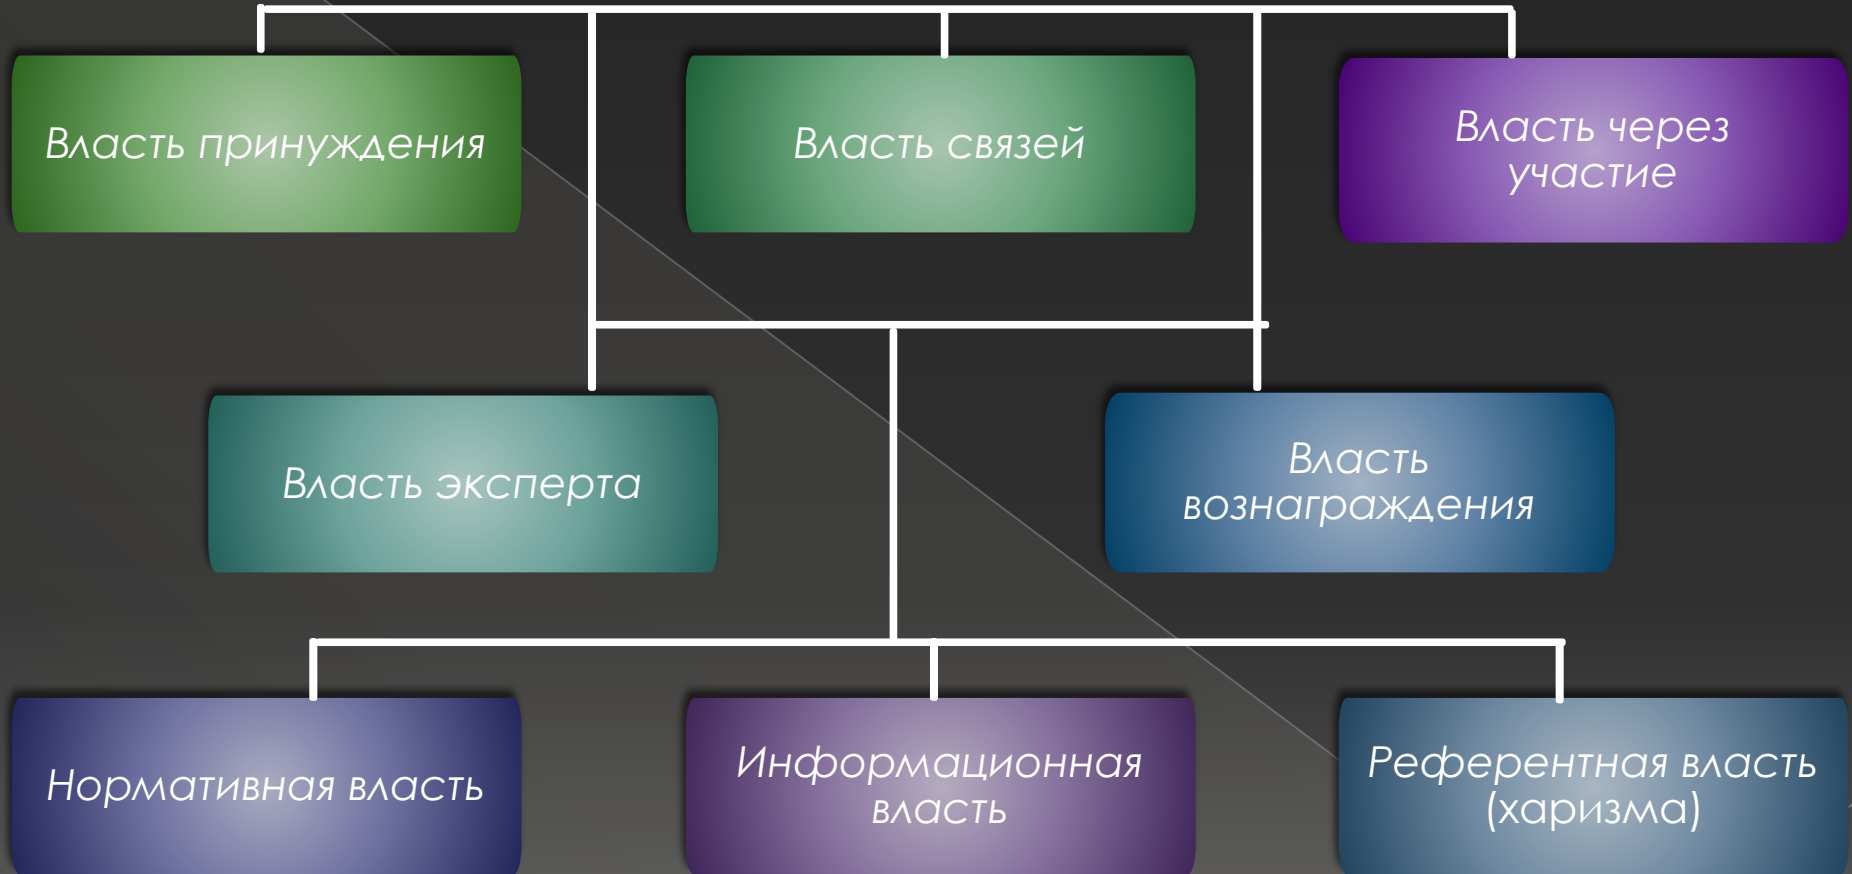 Власть принуждения
Власть связей
Власть через
участие
Власть эксперта
Власть
вознаграждения
Нормативная власть
Информационная
власть
Референтная власть
(харизма)